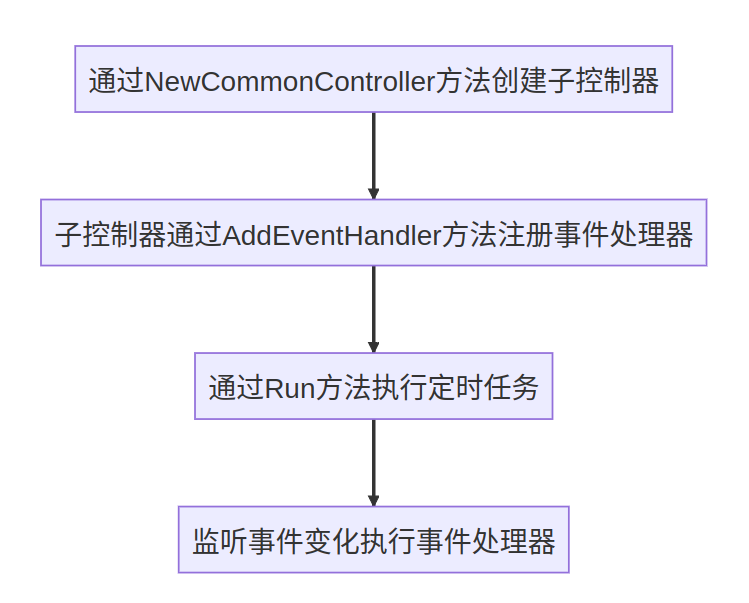 通过NewCommonController方法创建子控制器
子控制器通过AddEventHandler方法注册事件处理器
通过Run方法执行定时任务
监听事件变化执行事件处理器